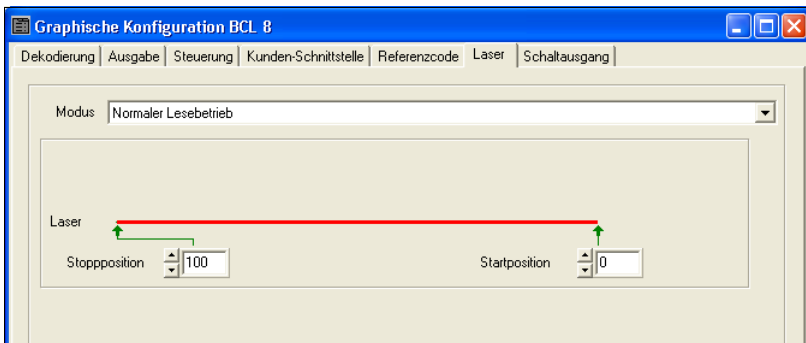 Graphische Konfiguration BCL 8
Dekodierung Ausgabe Steuerung Kunden-Schnittstelle Referenzcode Laser Schaltausgang
Modus Normaler Lesebetrieb
Laser
Stoppposition 100 Startposition 0